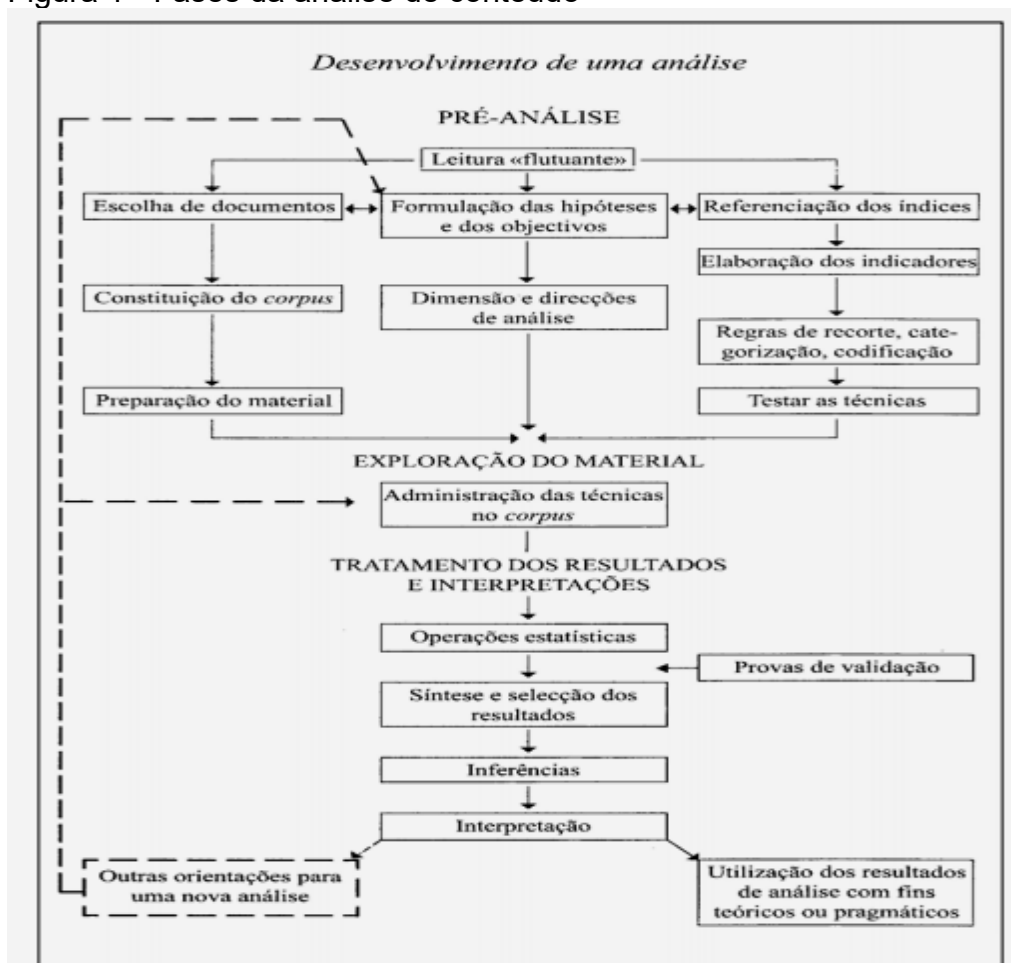 Desenvolvimento de uma análise
PRÉ-ANÁLISE
Leitura «flutuante»
Escolha de documentos
Formulação das hipóteses
e dos objectivos
Referenciação dos índices
Elaboração dos indicadores
Constituição do corpus
Dimensão e direcções
de análise
Regras de recorte, cate-
gorização, codificação
Preparação do material
Testar as técnicas
EXPLORAÇÃO DO MATERIAL
Administração das técnicas
no corpus
TRATAMENTO DOS RESULTADOS
E INTERPRETAÇÕES
Operações estatísticas
Provas de validação
Síntese e selecção dos
resultados
Inferências
Interpretação
Outras orientações para
uma nova análise
Utilização dos resultados
de análise com fins
teóricos ou pragmáticos